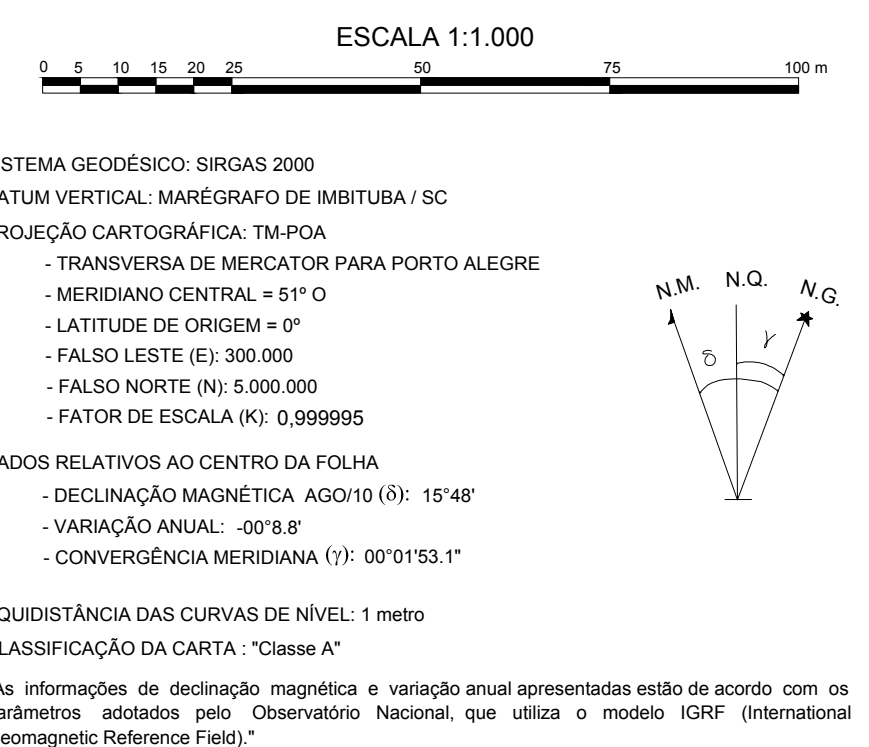 ESCALA 1:1.000
0 5 10 15 20 25 50 75 100 m
ISTEMA GEODÉSICO: SIRGAS 2000
ATUM VERTICAL: MARÉGRAFO DE IMBITUBA / SC
ROJEÇÃO CARTOGRÁFICA: TM-POA
- TRANSVERSA DE MERCATOR PARA PORTO ALEGRE
- MERIDIANO CENTRAL = 51º O
- LATITUDE DE ORIGEM = 0º
- FALSO LESTE (E): 300.000
- FALSO NORTE (N): 5.000.000
- FATOR DE ESCALA (K): 0,999995
N.M. N.Q. N.G.
δ γ
ADOS RELATIVOS AO CENTRO DA FOLHA
- DECLINAÇÃO MAGNÉTICA AGO/10 (δ): 15°48'
- VARIAÇÃO ANUAL: -00°8.8'
- CONVERGÊNCIA MERIDIANA (γ): 00°01'53.1"
QUIDISTÂNCIA DAS CURVAS DE NÍVEL: 1 metro
LASSIFICAÇÃO DA CARTA : "Classe A"
As informações de declinação magnética e variação anual apresentadas estão de acordo com os
arâmetros adotados pelo Observatório Nacional, que utiliza o modelo IGRF (International
eomagnetic Reference Field)."